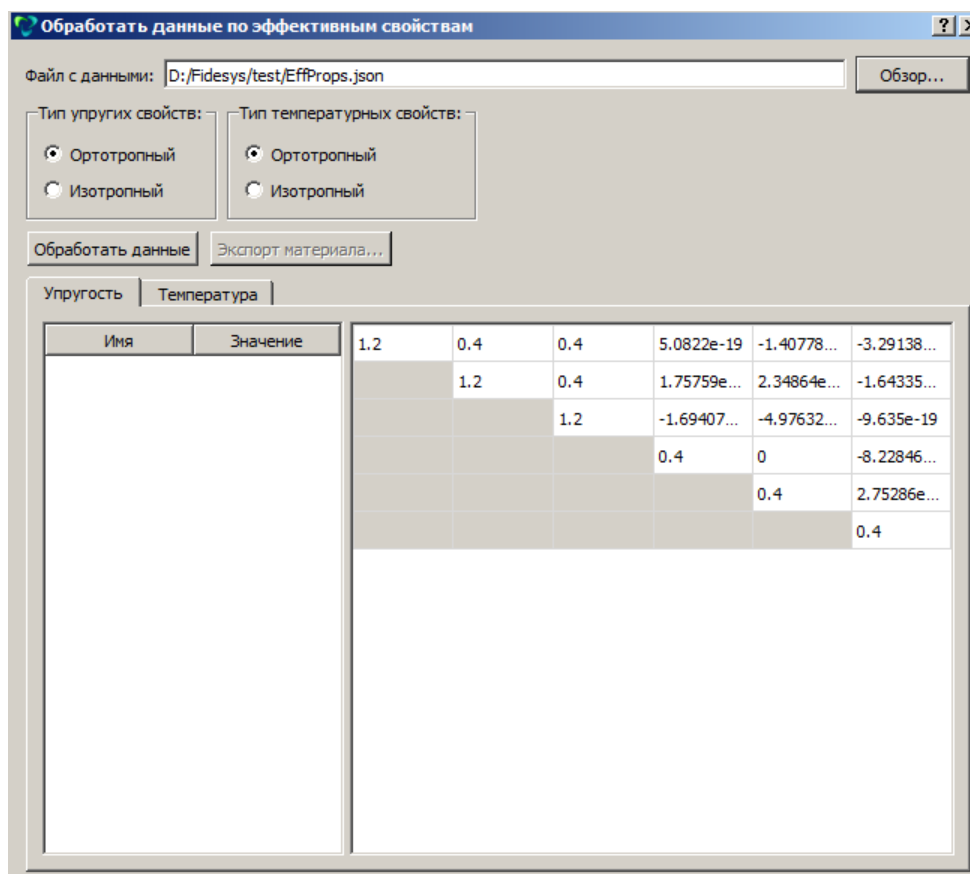 Обработать данные по эффективным свойствам
Файл с данными: D:/Fidesys/test/EffProps.json Обзор...
Тип упругих свойств: Тип температурных свойств:
Ортотропный Ортотропный
Изотропный Изотропный
Обработать данные Экспорт материала...
Упругость Температура
Имя Значение 1.2 0.4 0.4 5.0822e-19 -1.40778... -3.29138...
1.2 0.4 1.75759e... 2.34864e... -1.64335...
1.2 -1.69407... -4.97632... -9.635e-19
0.4 0 -8.22846...
0.4 2.75286e...
0.4